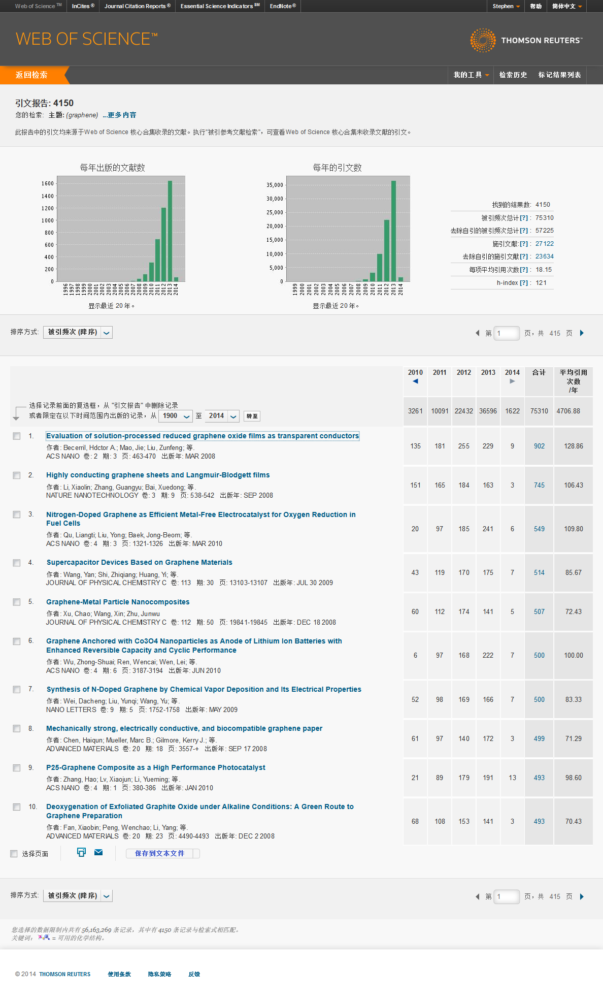 Web of Science ™ InCites ® Journal Citation Reports ® Essential Science Indicators ℠ EndNote ® Stephen 帮助 简体中文
WEB OF SCIENCE™
THOMSON REUTERS™
返回检索 我的工具 检索历史 标记结果列表
引文报告: 4150
您的检索: 主题: (graphene) ...更多内容
此报告中的引文均来源于Web of Science 核心合集收录的文献。执行"被引参考文献检索"，可查看Web of Science 核心合集未收录文献的引文。
每年出版的文献数
1600
1400
1200
1000
800
600
400
200
0
1996 1997 1998 1999 2000 2001 2002 2003 2004 2005 2006 2007 2008 2009 2010 2011 2012 2013 2014
显示最近 20 年。
每年的引文数
35,000
30,000
25,000
20,000
15,000
10,000
5,000
0
1999 2000 2001 2002 2003 2004 2005 2006 2007 2008 2009 2010 2011 2012 2013 2014
显示最近 20 年。
找到的结果数: 4150
被引频次总计[?] : 75310
去除自引的被引频次总计[?] : 57225
施引文献[?] : 27122
去除自引的施引文献[?] : 23634
每项平均引用次数[?] : 18.15
h-index [?] : 121
排序方式: 被引频次 (降序) 第 1 页，共 415 页
2010 2011 2012 2013 2014 合计 平均引用
次数
/年
选择记录前面的复选框，从 "引文报告" 中删除记录
或者限定在以下时间范围内出版的记录，从 1900 至 2014 转至
3261 10091 22432 36596 1622 75310 4706.88
1. Evaluation of solution-processed reduced graphene oxide films as transparent conductors
作者: Becerril, Hdctor A.; Mao, Jie; Liu, Zunfeng; 等.
ACS NANO 卷: 2 期: 3 页: 463-470 出版年: MAR 2008
135 181 255 229 9 902 128.86
2. Highly conducting graphene sheets and Langmuir-Blodgett films
作者: Li, Xiaolin; Zhang, Guangyu; Bai, Xuedong; 等.
NATURE NANOTECHNOLOGY 卷: 3 期: 9 页: 538-542 出版年: SEP 2008
151 165 184 163 3 745 106.43
3. Nitrogen-Doped Graphene as Efficient Metal-Free Electrocatalyst for Oxygen Reduction in
Fuel Cells
作者: Qu, Liangti; Liu, Yong; Baek, Jong-Beom; 等.
ACS NANO 卷: 4 期: 3 页: 1321-1326 出版年: MAR 2010
20 97 185 241 6 549 109.80
4. Supercapacitor Devices Based on Graphene Materials
作者: Wang, Yan; Shi, Zhiqiang; Huang, Yi; 等.
JOURNAL OF PHYSICAL CHEMISTRY C 卷: 113 期: 30 页: 13103-13107 出版年: JUL 30 2009
43 119 170 175 7 514 85.67
5. Graphene-Metal Particle Nanocomposites
作者: Xu, Chao; Wang, Xin; Zhu, Junwu
JOURNAL OF PHYSICAL CHEMISTRY C 卷: 112 期: 50 页: 19841-19845 出版年: DEC 18 2008
60 112 174 141 5 507 72.43
6. Graphene Anchored with Co3O4 Nanoparticles as Anode of Lithium Ion Batteries with
Enhanced Reversible Capacity and Cyclic Performance
作者: Wu, Zhong-Shuai; Ren, Wencai; Wen, Lei; 等.
ACS NANO 卷: 4 期: 6 页: 3187-3194 出版年: JUN 2010
6 97 168 222 7 500 100.00
7. Synthesis of N-Doped Graphene by Chemical Vapor Deposition and Its Electrical Properties
作者: Wei, Dacheng; Liu, Yunqi; Wang, Yu; 等.
NANO LETTERS 卷: 9 期: 5 页: 1752-1758 出版年: MAY 2009
52 98 169 166 7 500 83.33
8. Mechanically strong, electrically conductive, and biocompatible graphene paper
作者: Chen, Haiqun; Mueller, Marc B.; Gilmore, Kerry J.; 等.
ADVANCED MATERIALS 卷: 20 期: 18 页: 3557-+ 出版年: SEP 17 2008
61 97 140 172 3 499 71.29
9. P25-Graphene Composite as a High Performance Photocatalyst
作者: Zhang, Hao; Lv, Xiaojun; Li, Yueming; 等.
ACS NANO 卷: 4 期: 1 页: 380-386 出版年: JAN 2010
21 89 179 191 13 493 98.60
10. Deoxygenation of Exfoliated Graphite Oxide under Alkaline Conditions: A Green Route to
Graphene Preparation
作者: Fan, Xiaobin; Peng, Wenchao; Li, Yang; 等.
ADVANCED MATERIALS 卷: 20 期: 23 页: 4490-4493 出版年: DEC 2 2008
68 108 153 141 3 493 70.43
选择页面 保存到文本文件
排序方式: 被引频次 (降序) 第 1 页，共 415 页
您选择的数据限制内共有 56,163,269 条记录，其中有 4150 条记录与检索式相匹配。
关键词: = 可用的化学结构。
© 2014 THOMSON REUTERS 使用条款 隐私策略 反馈